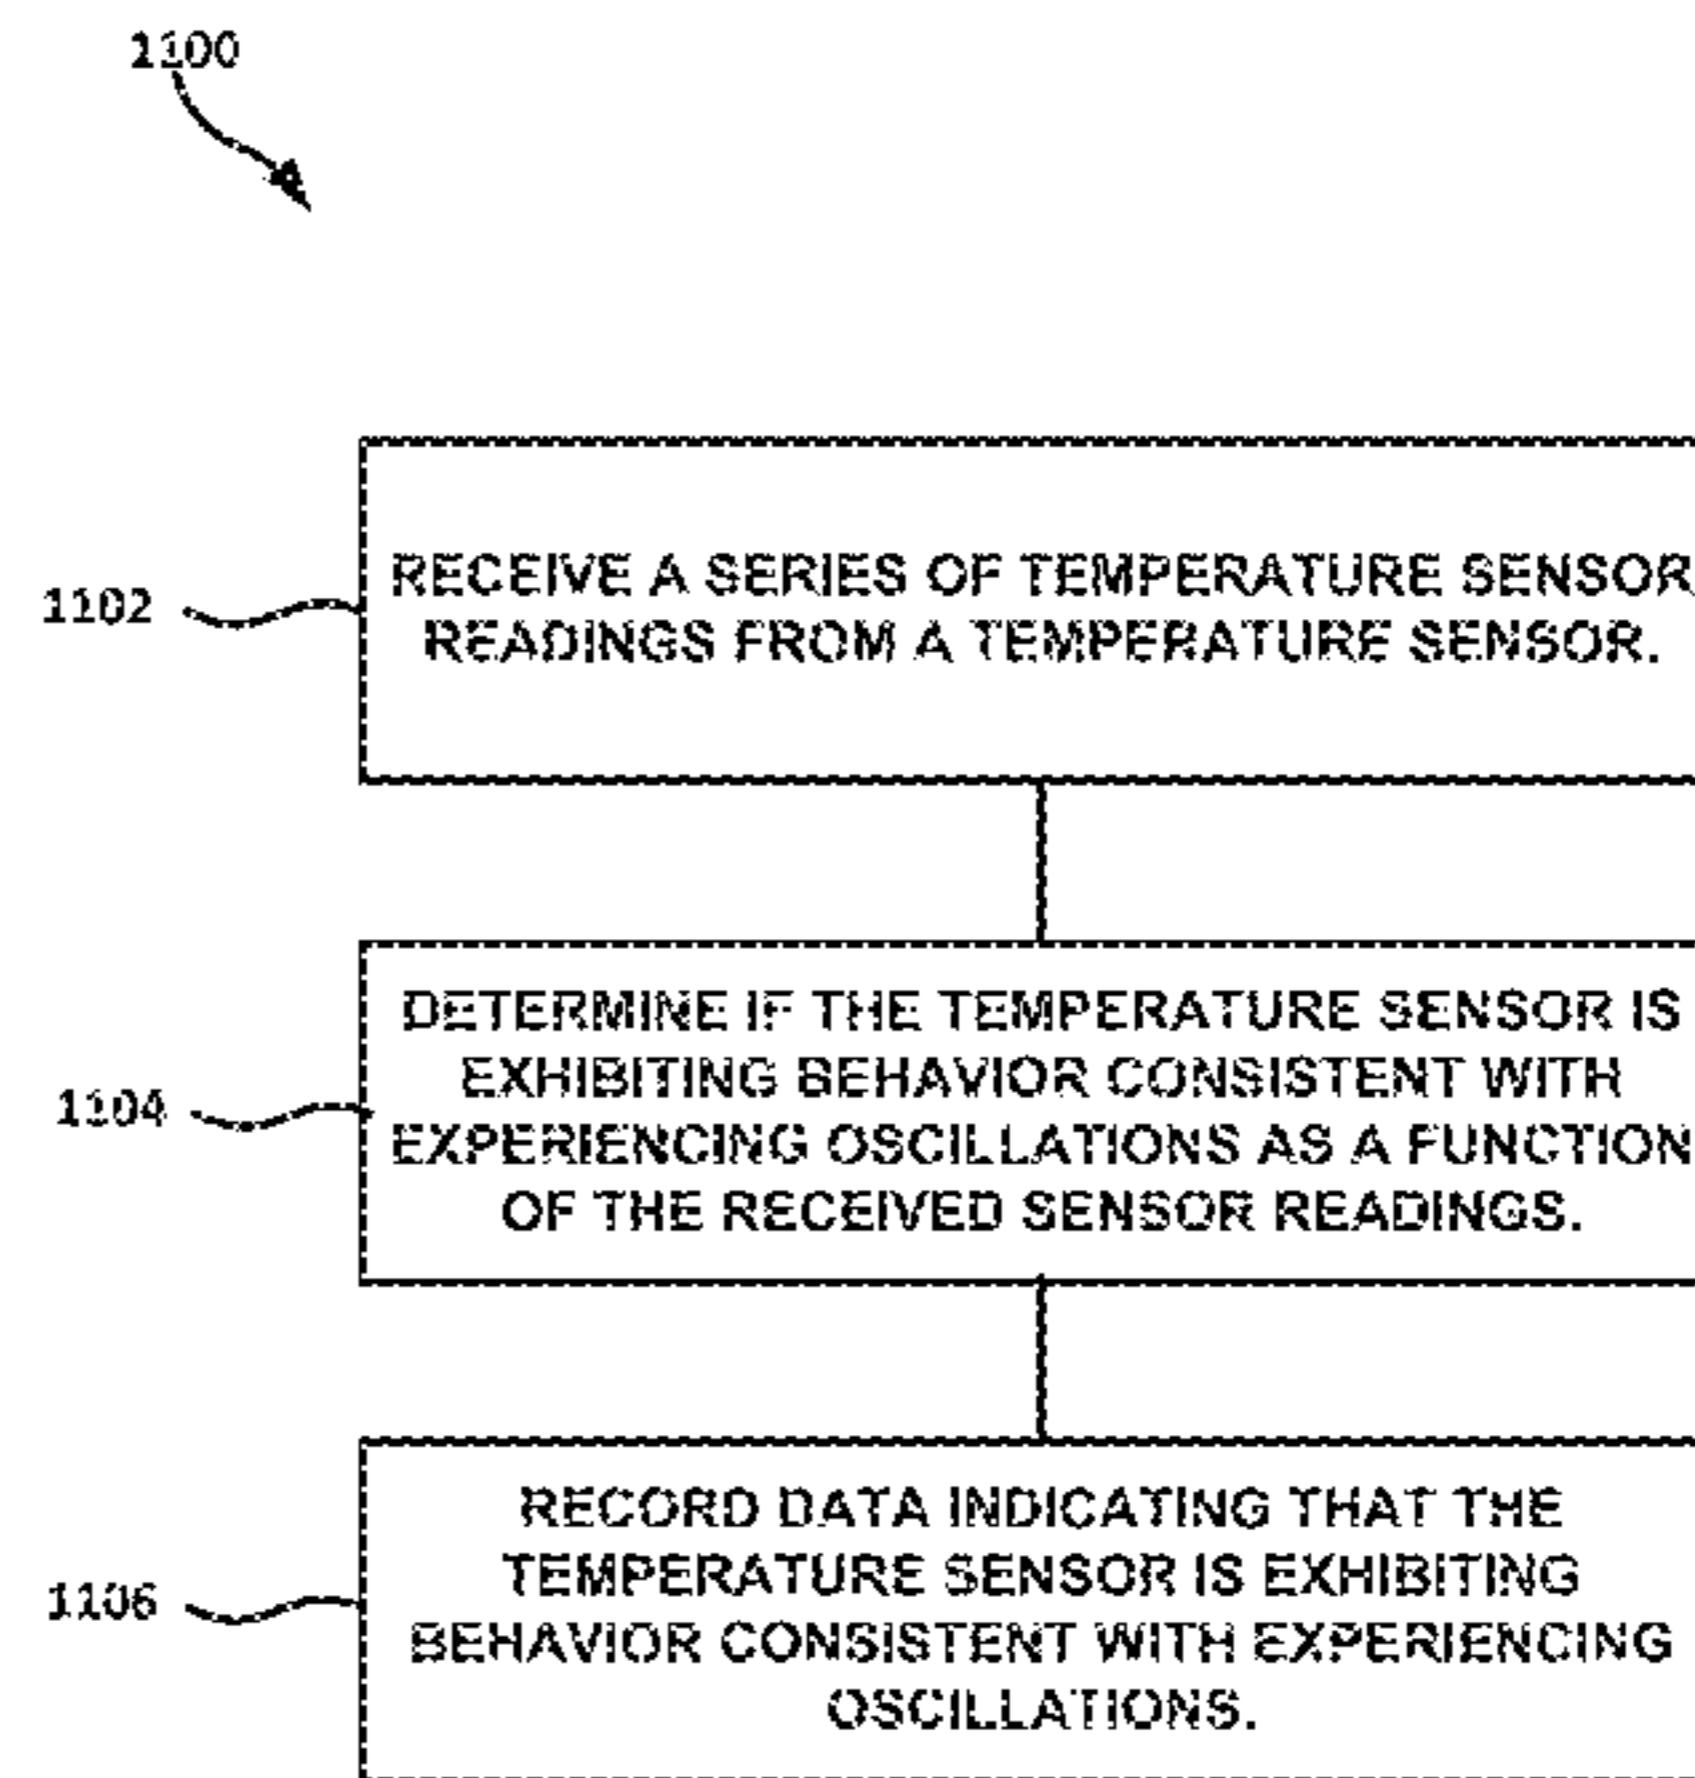 1100
1102
RECEIVE A SERIES OF TEMPERATURE SENSOR
READINGS FROM A TEMPERATURE SENSOR.
1104
DETERMINE IF THE TEMPERATURE SENSOR IS
EXHIBITING BEHAVIOR CONSISTENT WITH
EXPERIENCING OSCILLATIONS AS A FUNCTION
OF THE RECEIVED SENSOR READINGS.
1106
RECORD DATA INDICATING THAT THE
TEMPERATURE SENSOR IS EXHIBITING
BEHAVIOR CONSISTENT WITH EXPERIENCING
OSCILLATIONS.